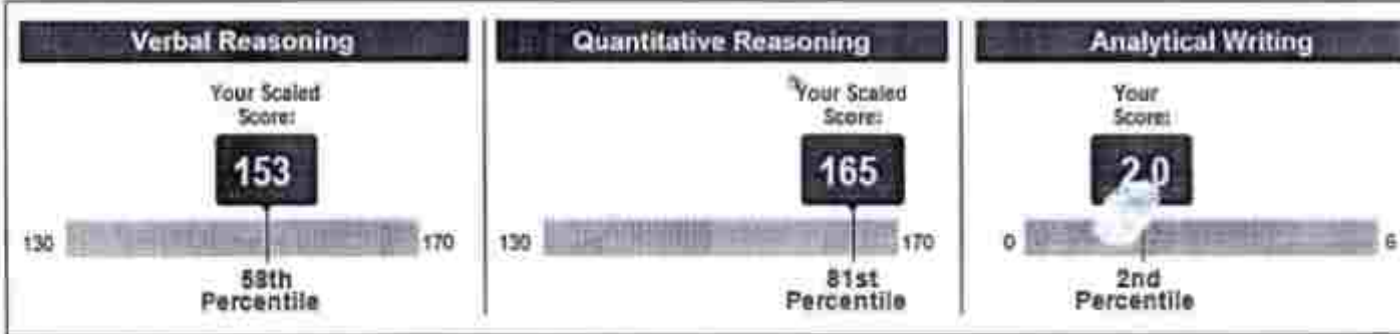 Verbal Reasoning
Your Scaled
Score:
153
130
170
58th
Percentile
Quantitative Reasoning
Your Scaled
Score:
165
130
170
81st
Percentile
Analytical Writing
Your
Score:
2.0
0
6
2nd
Percentile